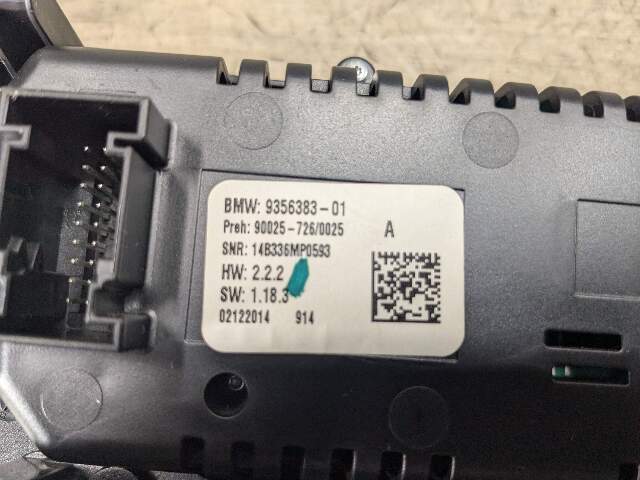 BMW: 9356383-01
Preh: 90025-726/0025 A
SNR: 14B336MP0593
HW: 2.2.2
SW: 1.18.3
02122014 914